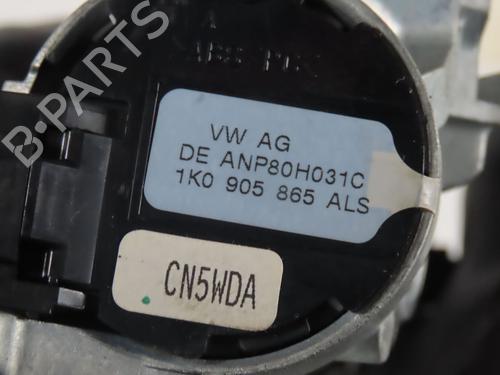 B-PARTS
VW AG
DE ANP80H031C
1K0 905 865 ALS
CN5WDA